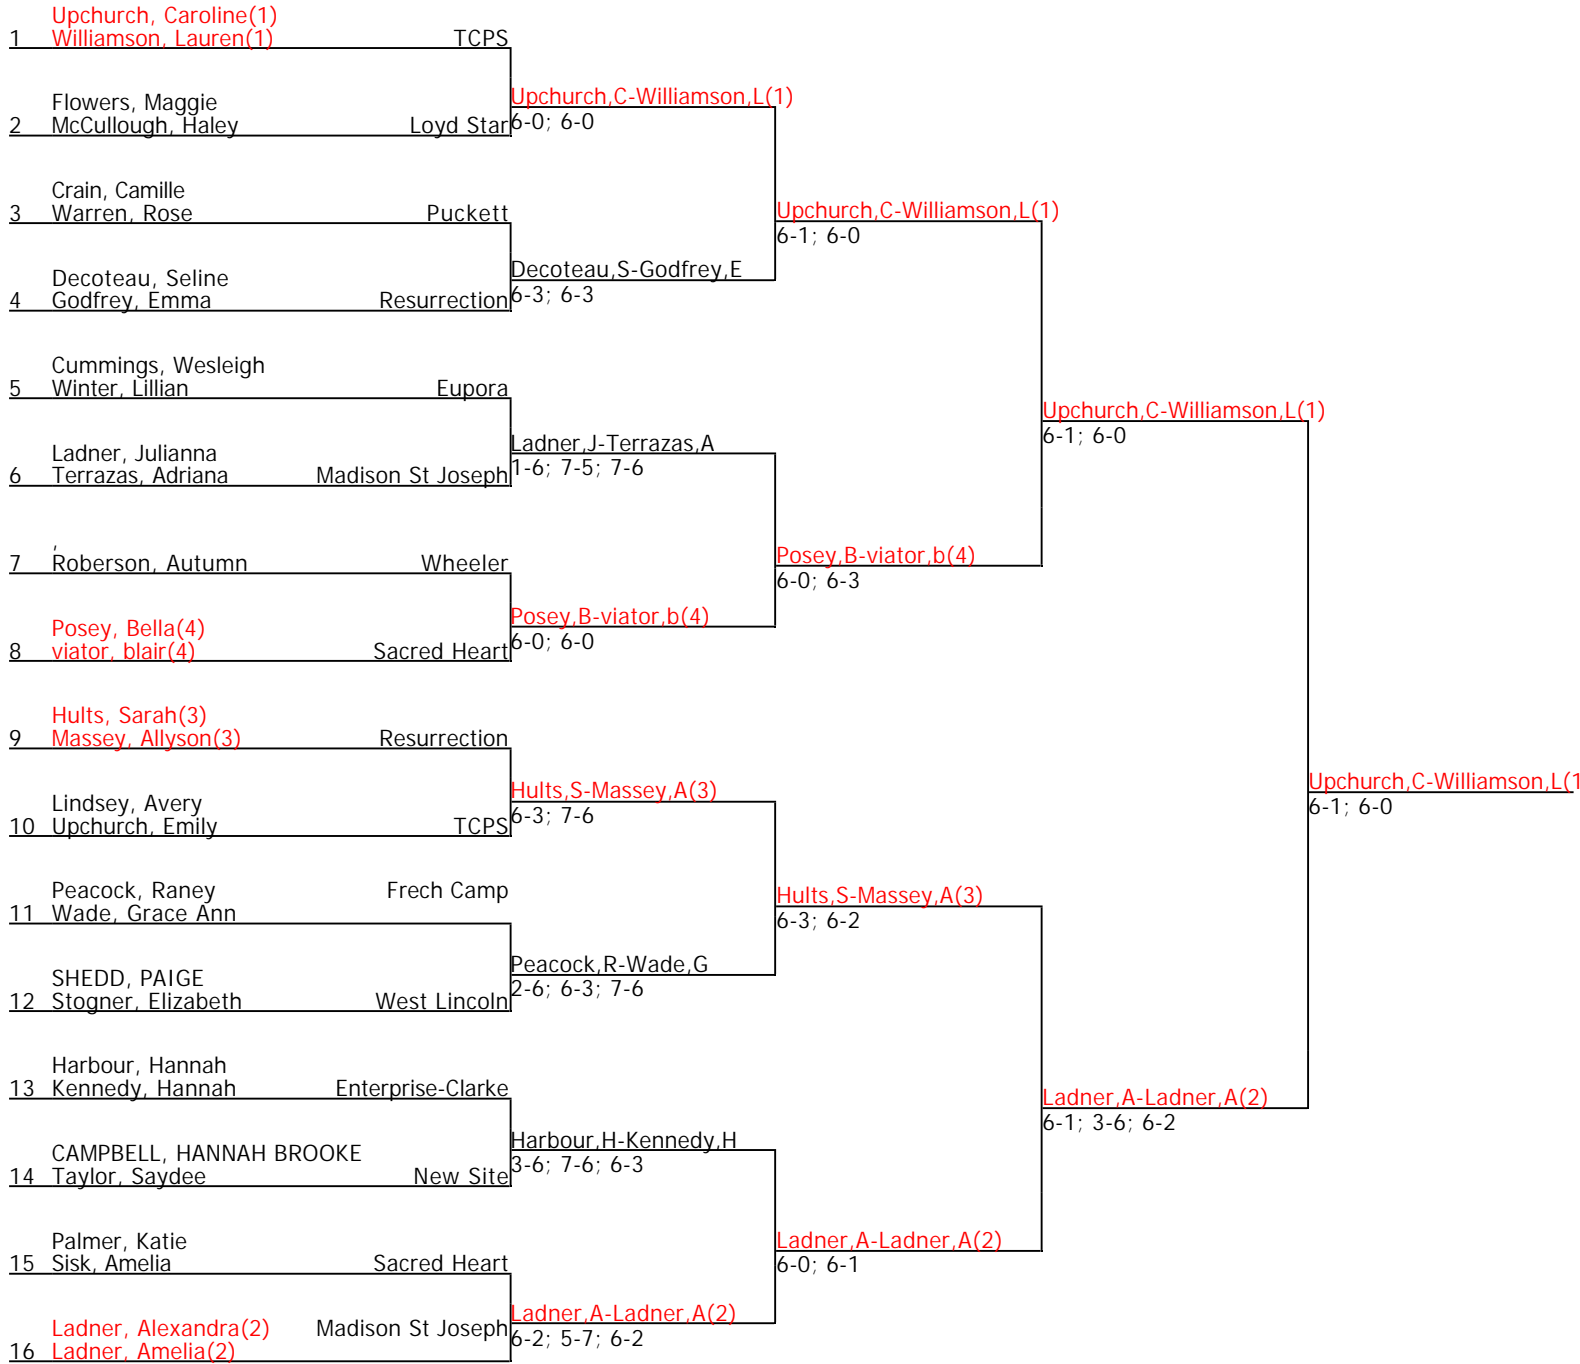 Upchurch, Caroline(1)
1 Williamson, Lauren(1) TCPS
Flowers, Maggie
2 McCullough, Haley Loyd Star
Upchurch,C-Williamson,L(1)
6-0; 6-0
Crain, Camille
3 Warren, Rose Puckett
Decoteau, Seline
4 Godfrey, Emma Resurrection
Decoteau,S-Godfrey,E
6-3; 6-3
Upchurch,C-Williamson,L(1)
6-1; 6-0
Cummings, Wesleigh
5 Winter, Lillian Eupora
Ladner, Julianna
6 Terrazas, Adriana Madison St Joseph
Ladner,J-Terrazas,A
1-6; 7-5; 7-6
,
7 Roberson, Autumn Wheeler
Posey, Bella(4)
8 viator, blair(4) Sacred Heart
Posey,B-viator,b(4)
6-0; 6-0
Posey,B-viator,b(4)
6-0; 6-3
Upchurch,C-Williamson,L(1)
6-1; 6-0
Hults, Sarah(3)
9 Massey, Allyson(3) Resurrection
Lindsey, Avery
10 Upchurch, Emily TCPS
Hults,S-Massey,A(3)
6-3; 7-6
Peacock, Raney Frech Camp
11 Wade, Grace Ann
SHEDD, PAIGE
12 Stogner, Elizabeth West Lincoln
Peacock,R-Wade,G
2-6; 6-3; 7-6
Hults,S-Massey,A(3)
6-3; 6-2
Harbour, Hannah
13 Kennedy, Hannah Enterprise-Clarke
CAMPBELL, HANNAH BROOKE
14 Taylor, Saydee New Site
Harbour,H-Kennedy,H
3-6; 7-6; 6-3
Palmer, Katie
15 Sisk, Amelia Sacred Heart
Ladner, Alexandra(2) Madison St Joseph
16 Ladner, Amelia(2)
Ladner,A-Ladner,A(2)
6-2; 5-7; 6-2
Ladner,A-Ladner,A(2)
6-0; 6-1
Ladner,A-Ladner,A(2)
6-1; 3-6; 6-2
Upchurch,C-Williamson,L(1
6-1; 6-0